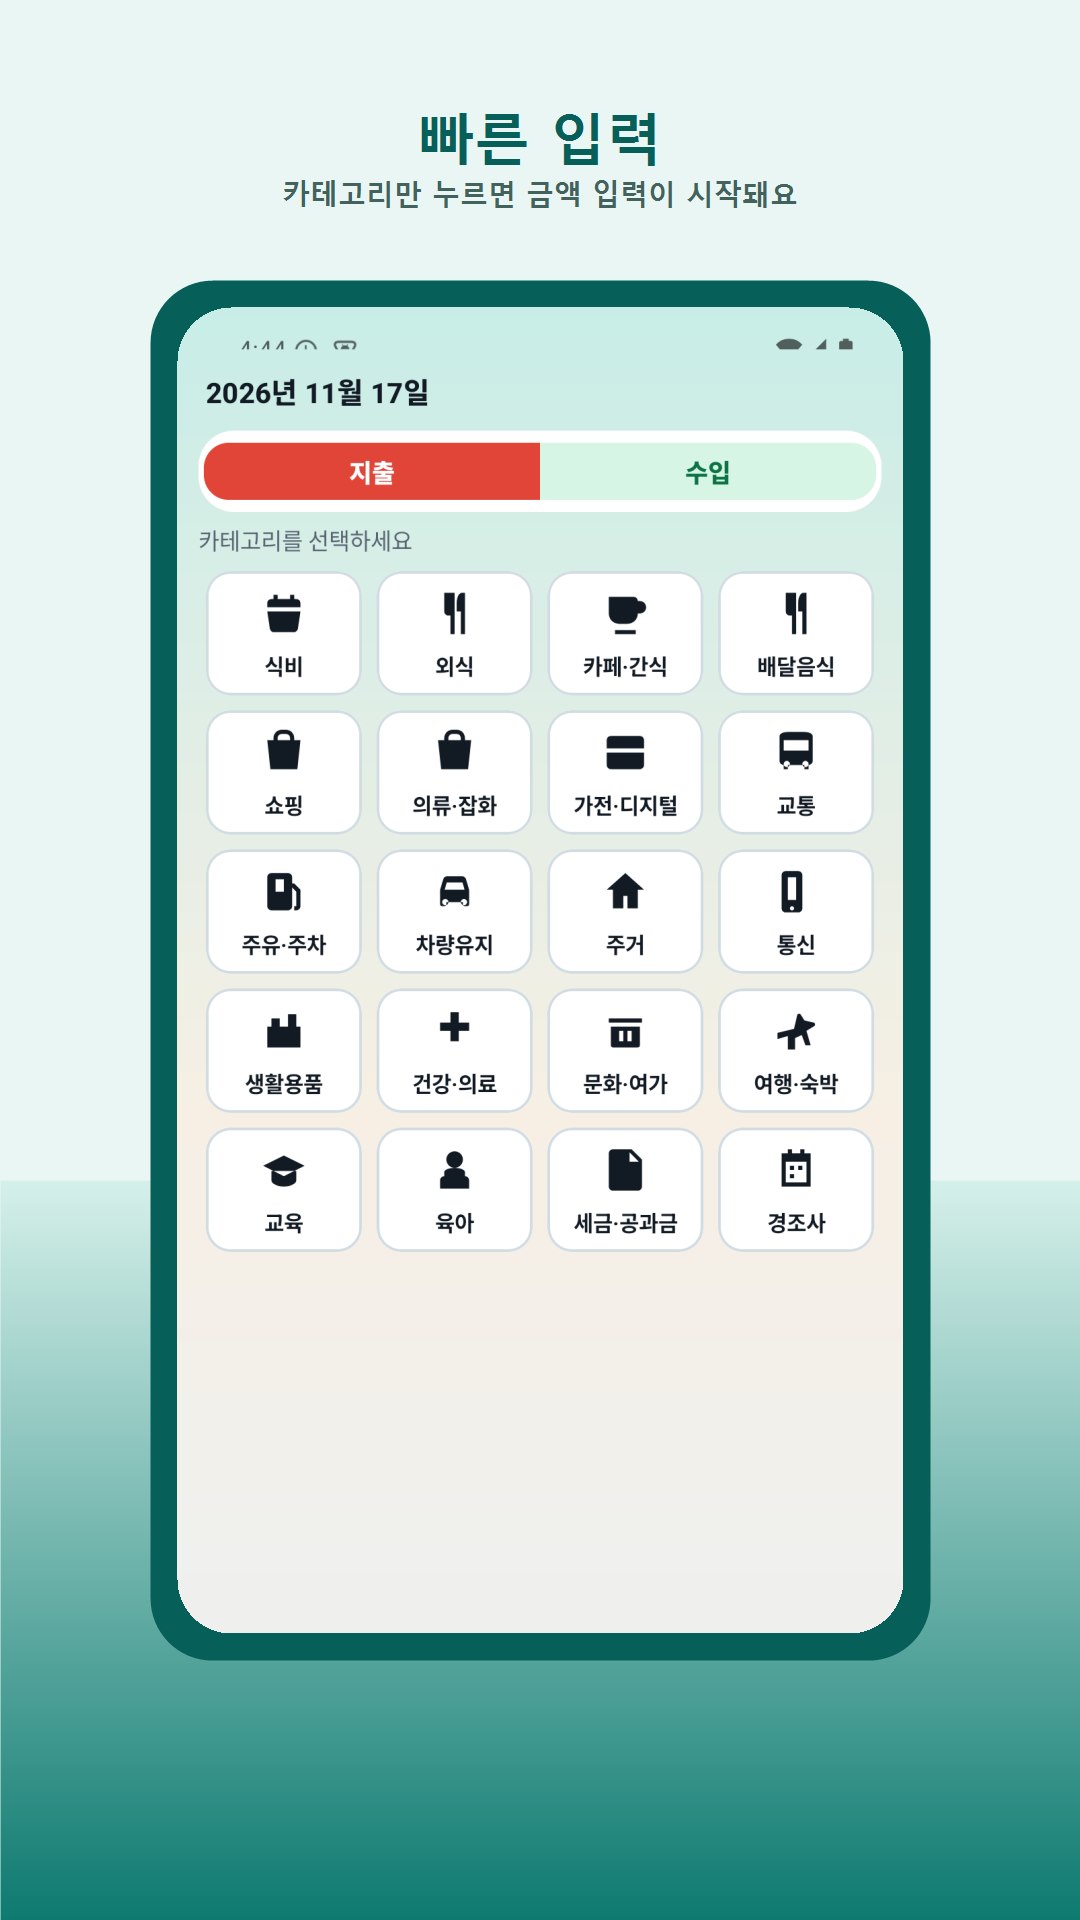 빠른 입력
카테고리만 누르면 금액 입력이 시작돼요
2026년 11월 17일
지출 수입
카테고리를 선택하세요
식비 외식 카페·간식 배달음식
쇼핑 의류·잡화 가전·디지털 교통
주유·주차 차량유지 주거 통신
생활용품 건강·의료 문화·여가 여행·숙박
교육 육아 세금·공과금 경조사